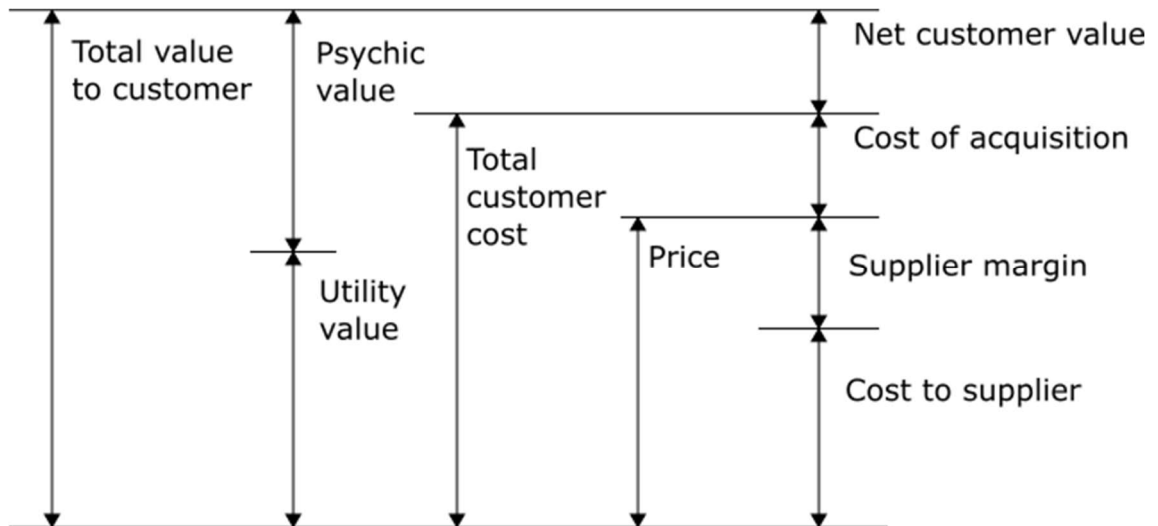 Total value
to customer
Psychic
value
Net customer value
Cost of acquisition
Total
customer
cost
Price
Supplier margin
Utility
value
Cost to supplier